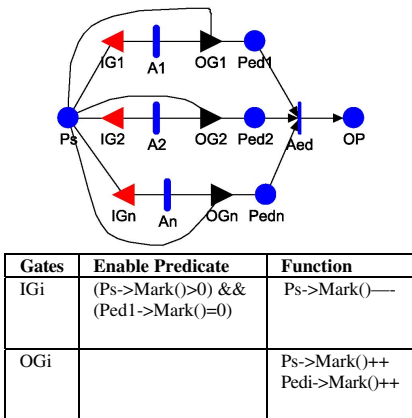 IG1 A1 OG1 Ped1
Ps IG2 A2 OG2 Ped2 Aed OP
IGn An OGn Pedn
Gates Enable Predicate Function
IGi (Ps->Mark()>0) && Ps->Mark()—-
(Ped1->Mark()=0)
OGi Ps->Mark()++
Pedi->Mark()++